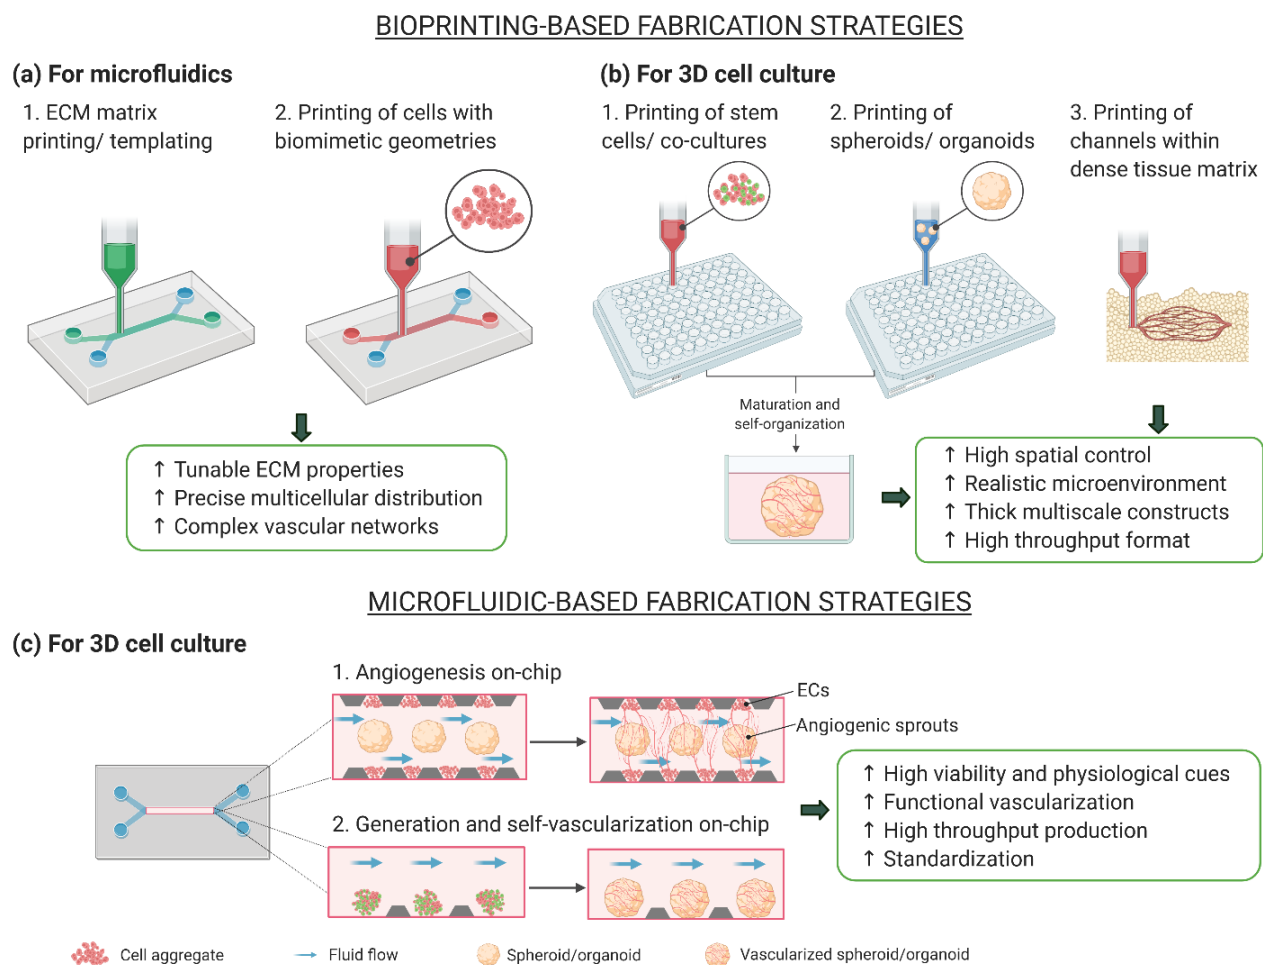 BIOPRINTING-BASED FABRICATION STRATEGIES
(a) For microfluidics
1. ECM matrix
printing/ templating
2. Printing of cells with
biomimetic geometries
↑ Tunable ECM properties
↑ Precise multicellular distribution
↑ Complex vascular networks
(b) For 3D cell culture
1. Printing of stem
cells/ co-cultures
2. Printing of
spheroids/ organoids
3. Printing of
channels within
dense tissue matrix
Maturation and
self-organization
↑ High spatial control
↑ Realistic microenvironment
↑ Thick multiscale constructs
↑ High throughput format
MICROFLUIDIC-BASED FABRICATION STRATEGIES
(c) For 3D cell culture
1. Angiogenesis on-chip
ECs
Angiogenic sprouts
2. Generation and self-vascularization on-chip
↑ High viability and physiological cues
↑ Functional vascularization
↑ High throughput production
↑ Standardization
Cell aggregate
Fluid flow
Spheroid/organoid
Vascularized spheroid/organoid